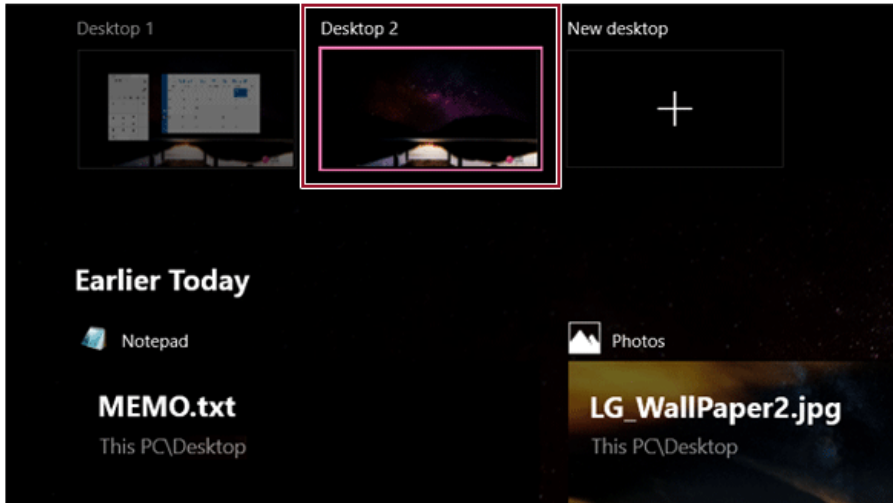 Desktop 1
Desktop 2
New desktop
Earlier Today
Notepad
Photos
MEMO.txt
LG_WallPaper2.jpg
This PC\Desktop
This PC\Desktop